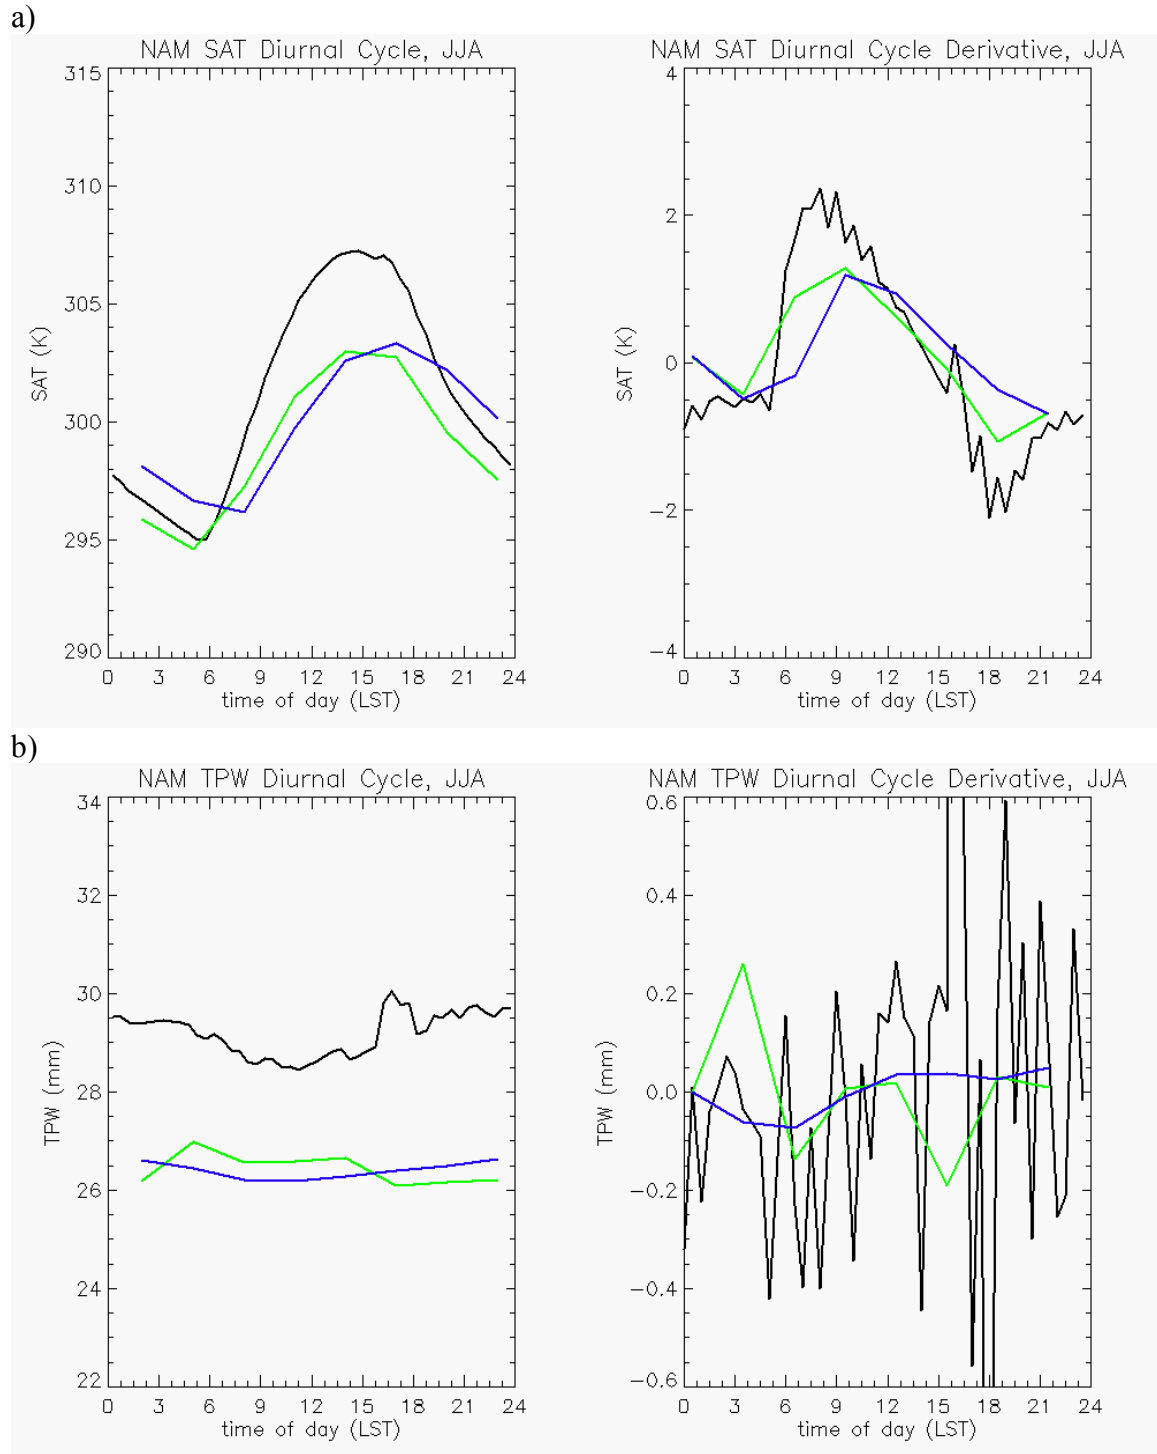 a)
NAM SAT Diurnal Cycle, JJA
315
310
305
300
295
290
SAT (K)
0 3 6 9 12 15 18 21 24
time of day (LST)
NAM SAT Diurnal Cycle Derivative, JJA
4
2
0
−2
−4
SAT (K)
0 3 6 9 12 15 18 21 24
time of day (LST)
b)
NAM TPW Diurnal Cycle, JJA
34
32
30
28
26
24
22
TPW (mm)
0 3 6 9 12 15 18 21 24
time of day (LST)
NAM TPW Diurnal Cycle Derivative, JJA
0.6
0.4
0.2
0.0
−0.2
−0.4
−0.6
TPW (mm)
0 3 6 9 12 15 18 21 24
time of day (LST)